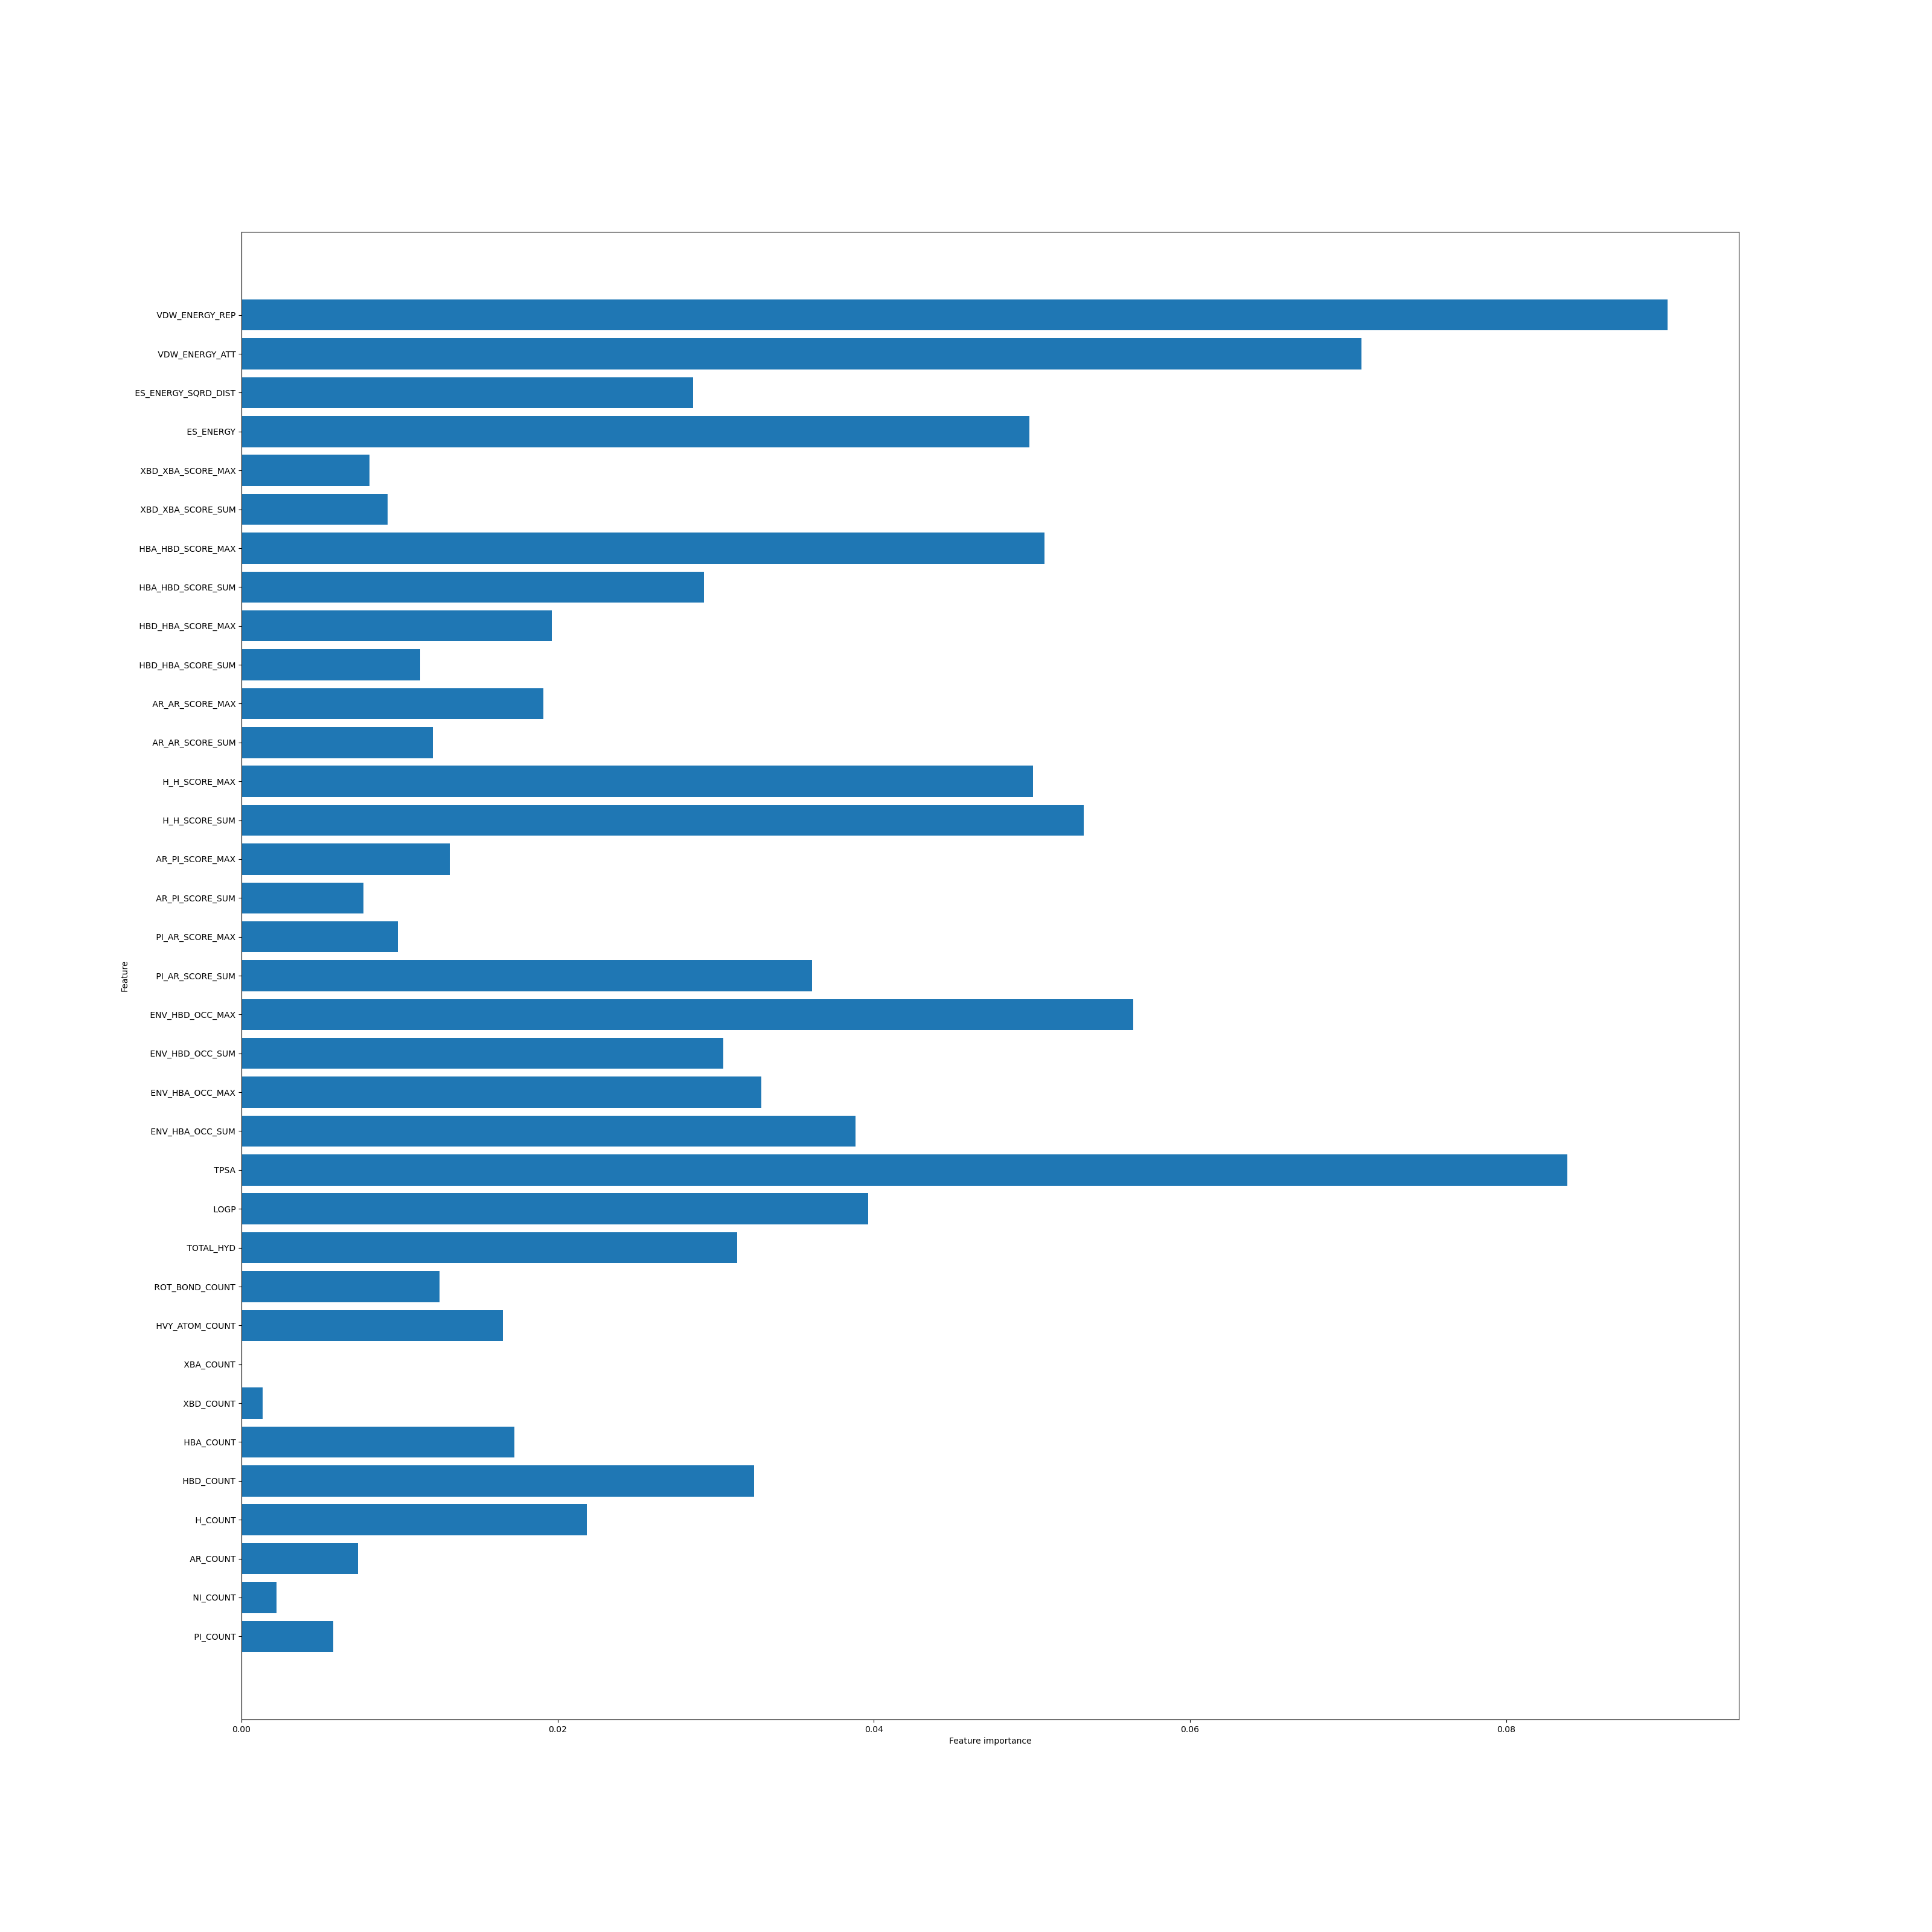 VDW_ENERGY_REP
VDW_ENERGY_ATT
ES_ENERGY_SQRD_DIST
ES_ENERGY
XBD_XBA_SCORE_MAX
XBD_XBA_SCORE_SUM
HBA_HBD_SCORE_MAX
HBA_HBD_SCORE_SUM
HBD_HBA_SCORE_MAX
HBD_HBA_SCORE_SUM
AR_AR_SCORE_MAX
AR_AR_SCORE_SUM
H_H_SCORE_MAX
H_H_SCORE_SUM
AR_PI_SCORE_MAX
AR_PI_SCORE_SUM
PI_AR_SCORE_MAX
PI_AR_SCORE_SUM
ENV_HBD_OCC_MAX
ENV_HBD_OCC_SUM
ENV_HBA_OCC_MAX
ENV_HBA_OCC_SUM
TPSA
LOGP
TOTAL_HYD
ROT_BOND_COUNT
HVY_ATOM_COUNT
XBA_COUNT
XBD_COUNT
HBA_COUNT
HBD_COUNT
H_COUNT
AR_COUNT
NI_COUNT
PI_COUNT
Feature
0.00 0.02 0.04 0.06 0.08
Feature importance